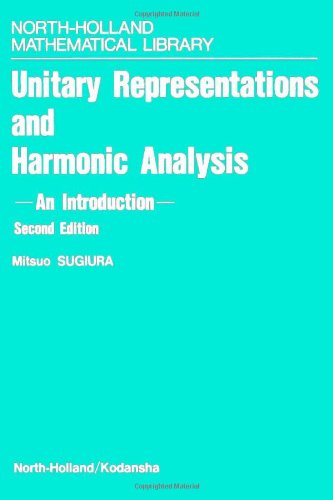 NORTH-HOLLAND
MATHEMATICAL LIBRARY
Unitary Representations
and
Harmonic Analysis
—An Introduction—
Second Edition
Mitsuo SUGIURA
North-Holland/Kodansha